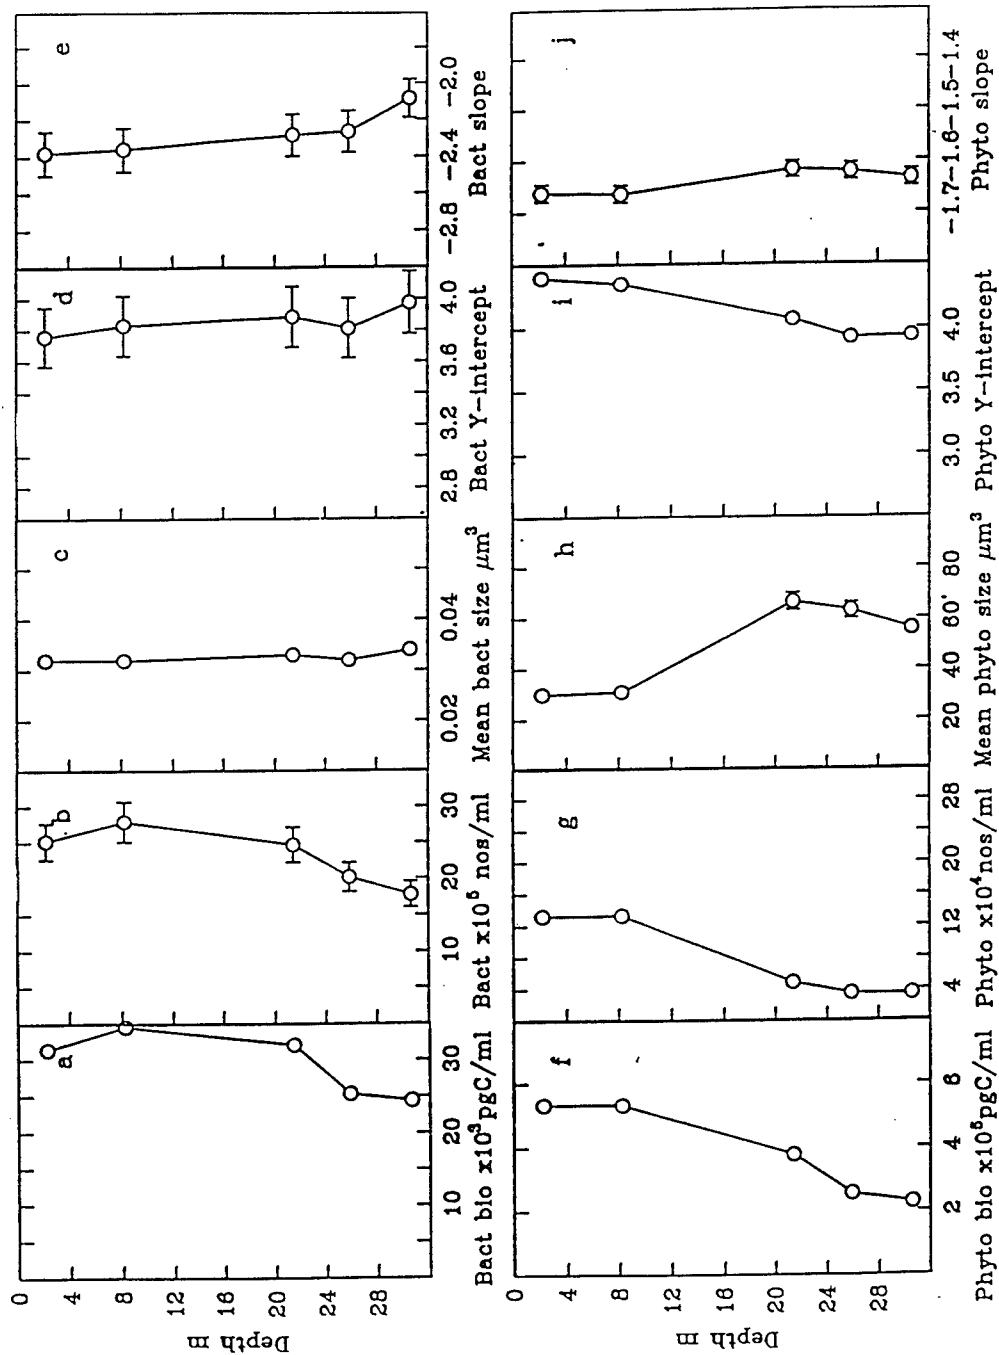 a b c d e
0 4 8 12 16 20 24 28
Depth m
10 20 30
Bact bio x10³pgC/ml
10 20 30
Bact x10⁵ nos/ml
0.02 0.04
Mean bact size μm³
2.8 3.2 3.6 4.0
Bact Y-intercept
-2.8 -2.4 -2.0
Bact slope
f g h i j
0 4 8 12 16 20 24 28
Depth m
2 4 6
Phyto bio x10⁵pgC/ml
4 12 20 28
Phyto x10⁴nos/ml
20 40 60 80
Mean phyto size μm³
3.0 3.5 4.0
Phyto Y-intercept
-1.7-1.6-1.5-1.4
Phyto slope